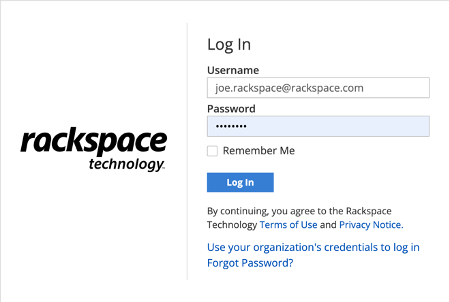 rackspace
technology.
Log In
Username
joe.rackspace@rackspace.com
Password
••••••••
Remember Me
Log In
By continuing, you agree to the Rackspace
Technology Terms of Use and Privacy Notice.
Use your organization's credentials to log in
Forgot Password?